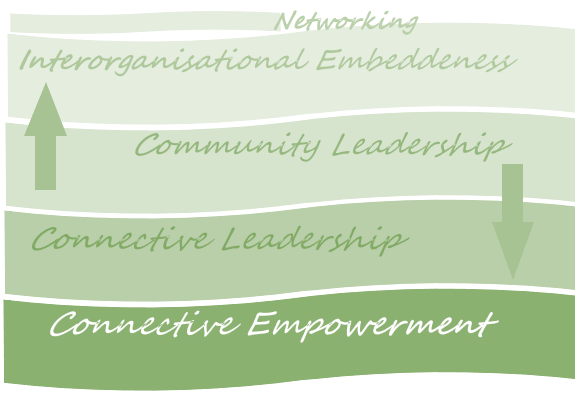 Networking
Interorganisational Embeddeness
Community Leadership
Connective Leadership
Connective Empowerment